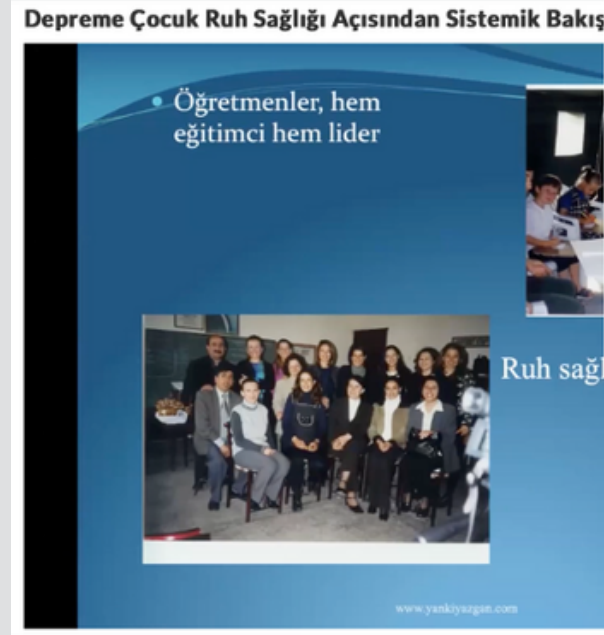 Depreme Çocuk Ruh Sağlığı Açısından Sistemik Bakış
Öğretmenler, hem
eğitimci hem lider
Ruh sağl
www.yankiyazgan.com